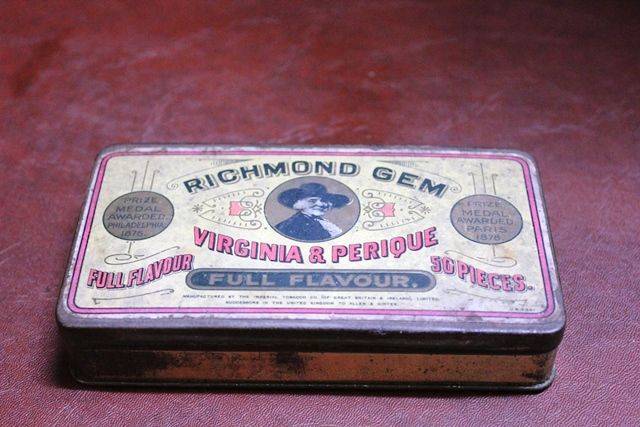 RICHMOND GEM
PRIZE
MEDAL
AWARDED
PHILADELPHIA
1876.
PRIZE
MEDAL
AWARDED
PARIS
1878
VIRGINIA & PERIQUE
FULL FLAVOUR
56 PIECES.
FULL FLAVOUR.
MANUFACTURED BY THE IMPERIAL TOBACCO CO. (OF GREAT BRITAIN & IRELAND), LIMITED.
SUCCESSORS IN THE UNITED KINGDOM TO ALLEN & GINTER.